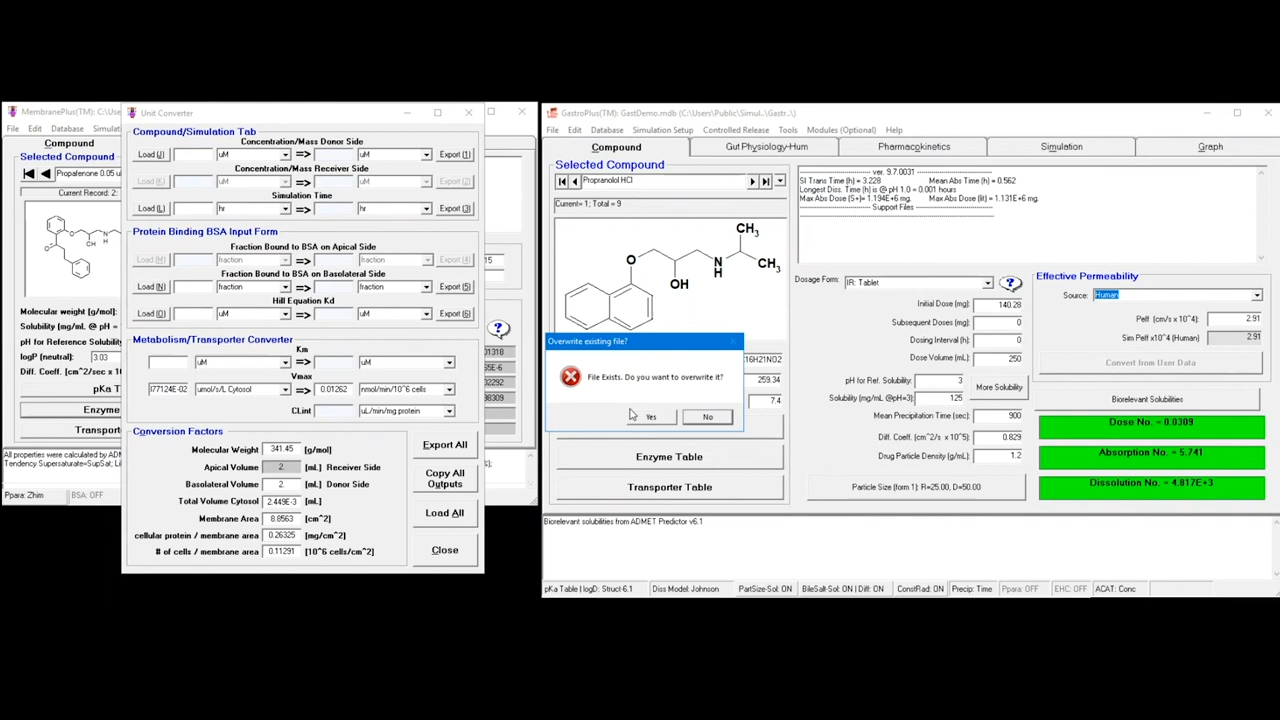 MembranePlus(TM): C:\Use
File Edit Database Simulati
Compound
Selected Compound
Propafenone 0.05 u
Current Record: 2:
Molecular weight [g/mol]:
Solubility (mg/mL @ pH =
pH for Reference Solubility
logP (neutral): 3.03
Diff. Coeff. (cm^2/sec x
pKa T
Enzyme
Transport
All properties were calculated by ADME
Tendency Supersaturate=SupSat; Li
Ppara: Zhim BSA: OFF
Unit Converter
Compound/Simulation Tab
Concentration/Mass Donor Side
Load (J) uM => uM Export (1)
Concentration/Mass Receiver Side
Load (K) uM => uM Export (2)
Simulation Time
Load (L) hr => hr Export (3)
Protein Binding BSA Input Form
Fraction Bound to BSA on Apical Side
Load (M) fraction => fraction Export (4)
Fraction Bound to BSA on Basolateral Side
Load (N) fraction => fraction Export (5)
Hill Equation Kd
Load (O) uM => uM Export (6)
Metabolism/Transporter Converter
Km
uM => uM
Vmax
877124E-02 umol/s/L Cytosol => 0.01262 nmol/min/10^6 cells
CLint
uL/min/mg protein
Conversion Factors
Molecular Weight 341.45 [g/mol]
Apical Volume 2. [mL] Receiver Side
Basolateral Volume 2. [mL] Donor Side
Total Volume Cytosol 2.449E-3 [mL]
Membrane Area 8.8563 [cm^2]
cellular protein / membrane area 0.26325 [mg/cm^2]
# of cells / membrane area 0.11291 [10^6 cells/cm^2]
Export All
Copy All Outputs
Load All
Close
15
01318
65E-6
02292
98309
GastroPlus(TM): GastDemo.mdb (C:\Users\Public\Simul..\Gast..\)
File Edit Database Simulation Setup Controlled Release Tools Modules (Optional) Help
Compound Gut Physiology-Hum Pharmacokinetics Simulation Graph
Selected Compound
Propranolol HCl
Current= 1; Total = 9
CH3
O
N
H
CH3
OH
C16H21NO2
259.34
7.4
Enzyme Table
Transporter Table
Overwrite existing file?
File Exists. Do you want to overwrite it?
Yes No
------------------- ver. 9.7.0031 -------------------
SI Trans Time (h) = 3.228 Mean Abs Time (h) = 0.562
Longest Diss. Time (h) is @ pH 1.0 = 0.001 hours
Max Abs Dose (S+)= 1.194E+6 mg. Max Abs Dose (lit) = 1.131E+6 mg.
------------------- Support Files -------------------
Dosage Form: IR: Tablet
Initial Dose (mg): 140.28
Subsequent Doses (mg): 0
Dosing Interval (h): 0
Dose Volume (mL): 250
pH for Ref. Solubility: 3
Solubility (mg/mL @pH=3): 125
More Solubility
Mean Precipitation Time (sec): 900
Diff. Coeff. (cm^2/s x 10^5): 0.829
Drug Particle Density (g/mL): 1.2
Particle Size (form 1): R=25.00, D=50.00
Effective Permeability
Source: Human
Peff (cm/s x10^4): 2.91
Sim Peff x10^4 (Human) 2.91
Convert from User Data
Biorelevant Solubilities
Dose No. = 0.0309
Absorption No. = 5.741
Dissolution No. = 4.817E+3
Biorelevant solubilities from ADMET Predictor v6.1
pKa Table | logD: Struct-6.1 Diss Model: Johnson PartSize-Sol: ON BileSalt-Sol: ON | Diff: ON ConstRad: ON Precip: Time Ppara: OFF EHC: OFF ACAT: Conc